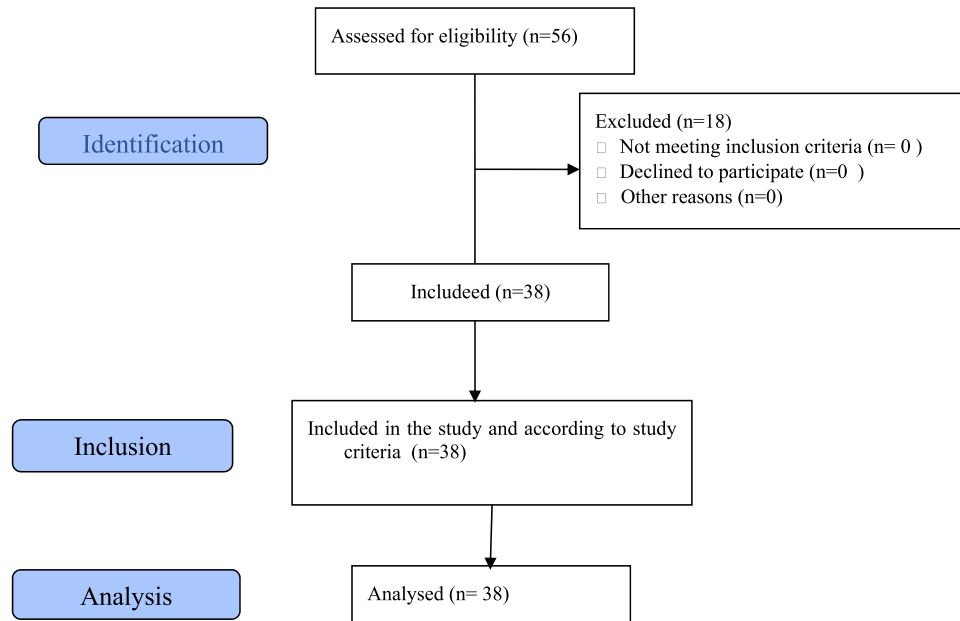 Assessed for eligibility (n=56)
Identification
Excluded (n=18)
Not meeting inclusion criteria (n= 0 )
Declined to participate (n=0 )
Other reasons (n=0)
Includeed (n=38)
Inclusion
Included in the study and according to study
criteria (n=38)
Analysis
Analysed (n= 38)